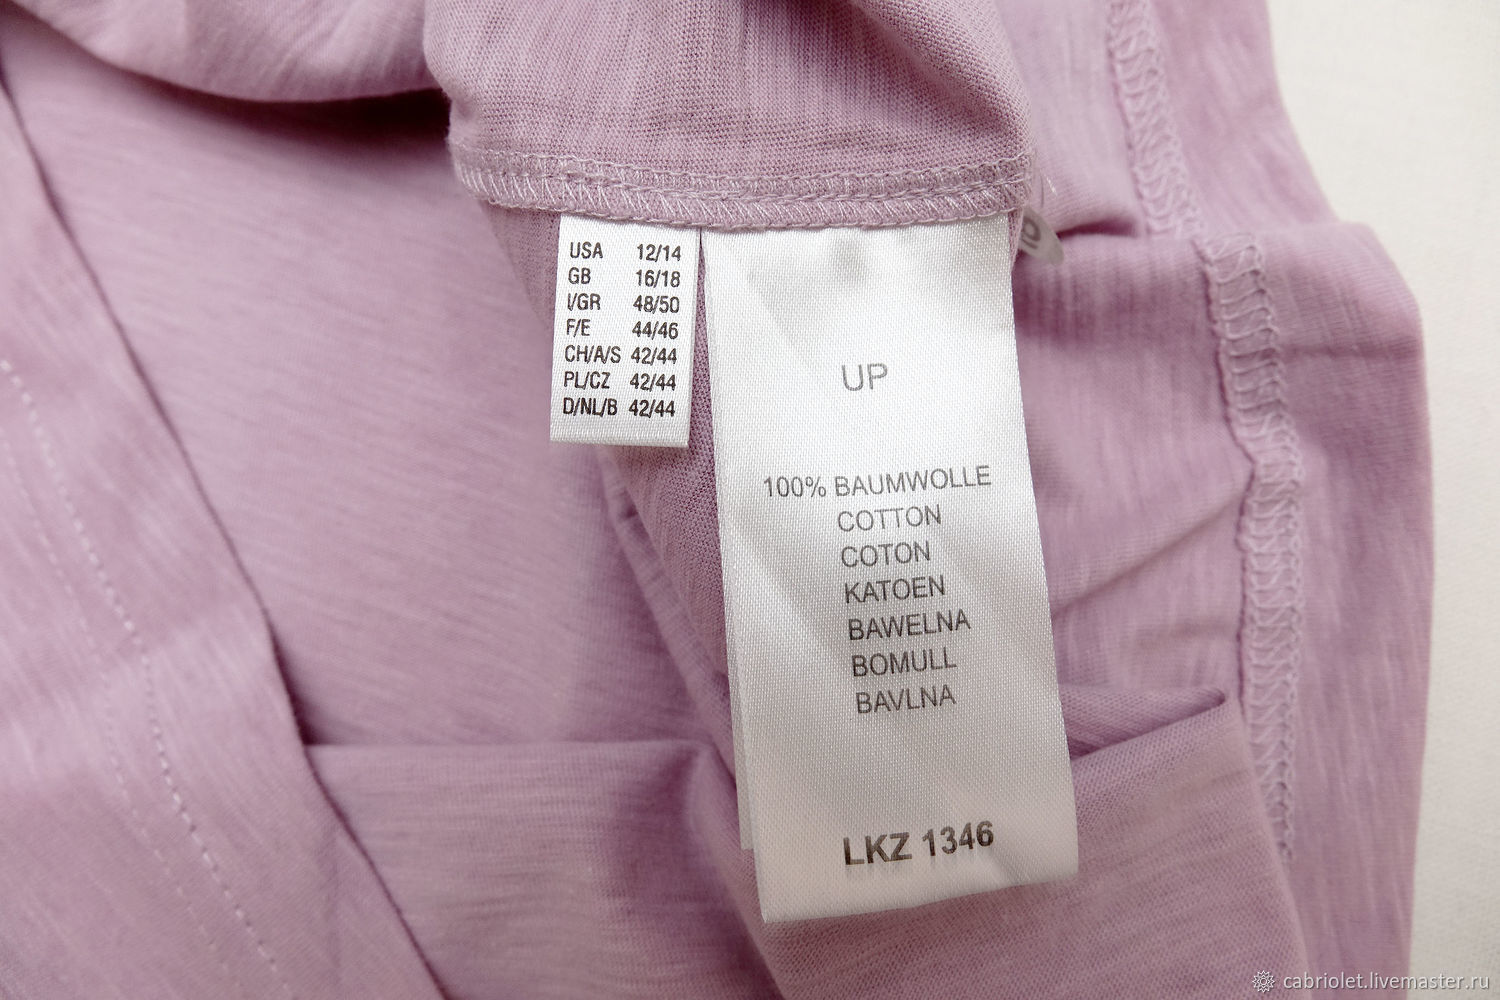 USA 12/14
GB 16/18
I/GR 48/50
F/E 44/46
CH/A/S 42/44
PL/CZ 42/44
D/NL/B 42/44
UP
100% BAUMWOLLE
COTTON
COTON
KATOEN
BAWELNA
BOMULL
BAVLNA
LKZ 1346
cabriolet.livemaster.ru